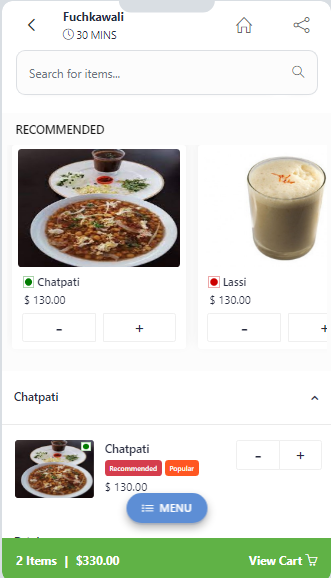 Fuchkawali
30 MINS
Search for items...
RECOMMENDED
Chatpati
$ 130.00
- +
Lassi
$ 130.00
- +
Chatpati
Chatpati
Recommended Popular
$ 130.00
- +
MENU
2 Items | $330.00
View Cart